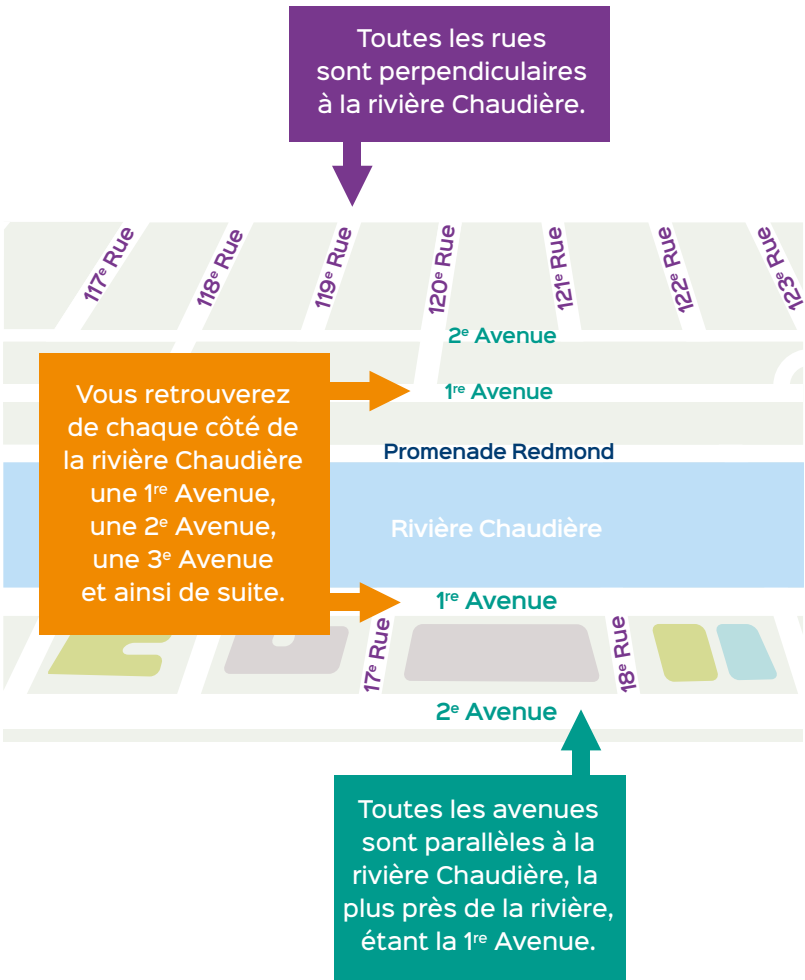 Toutes les rues
sont perpendiculaires
à la rivière Chaudière.
117e Rue
118e Rue
119e Rue
120e Rue
121e Rue
122e Rue
123e Rue
2e Avenue
1re Avenue
Vous retrouverez
de chaque côté de
la rivière Chaudière
une 1re Avenue,
une 2e Avenue,
une 3e Avenue
et ainsi de suite.
Promenade Redmond
Rivière Chaudière
1re Avenue
17e Rue
18e Rue
2e Avenue
Toutes les avenues
sont parallèles à la
rivière Chaudière, la
plus près de la rivière,
étant la 1re Avenue.